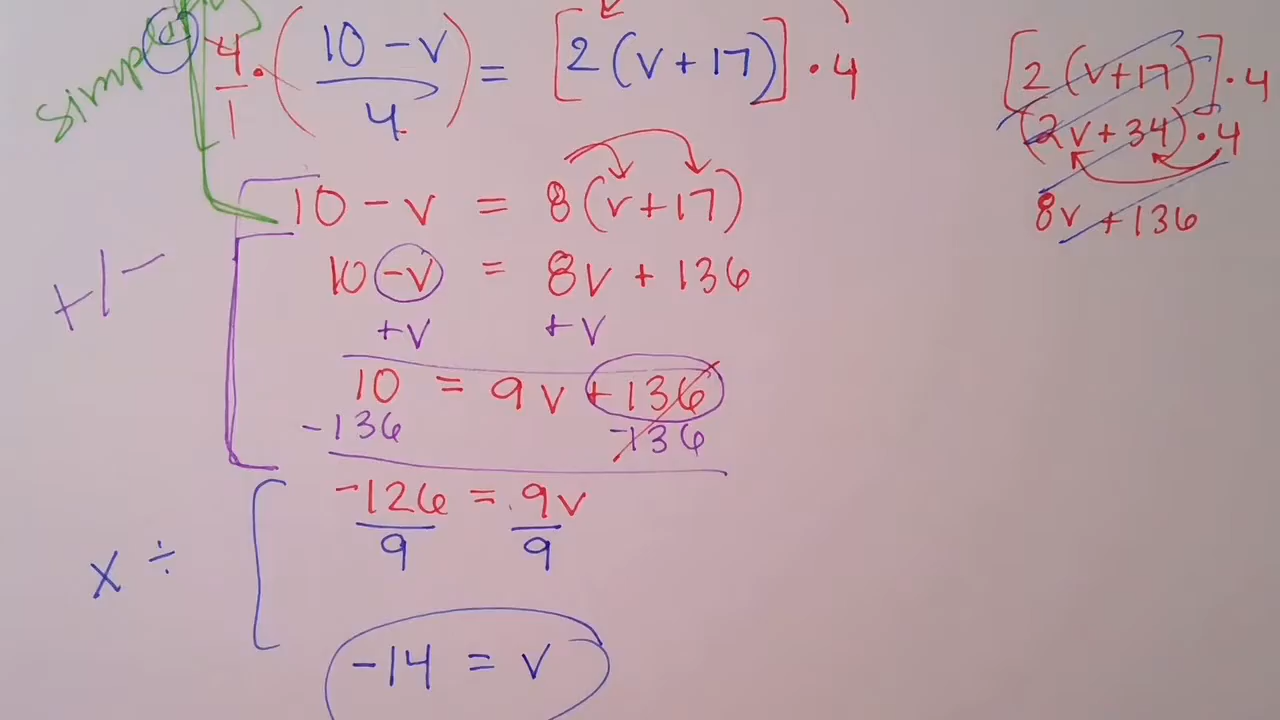 4/1 · ( (10 - v)/4 ) = [2 (v + 17)] · 4
10 - v = 8 (v + 17)
10 - v = 8v + 136
+v +v
10 = 9v + 136
-136 -136
-126 = 9v
9 9
-14 = v
+/-
x ÷
[2 (v + 17)] · 4
(2v + 34) · 4
8v + 136